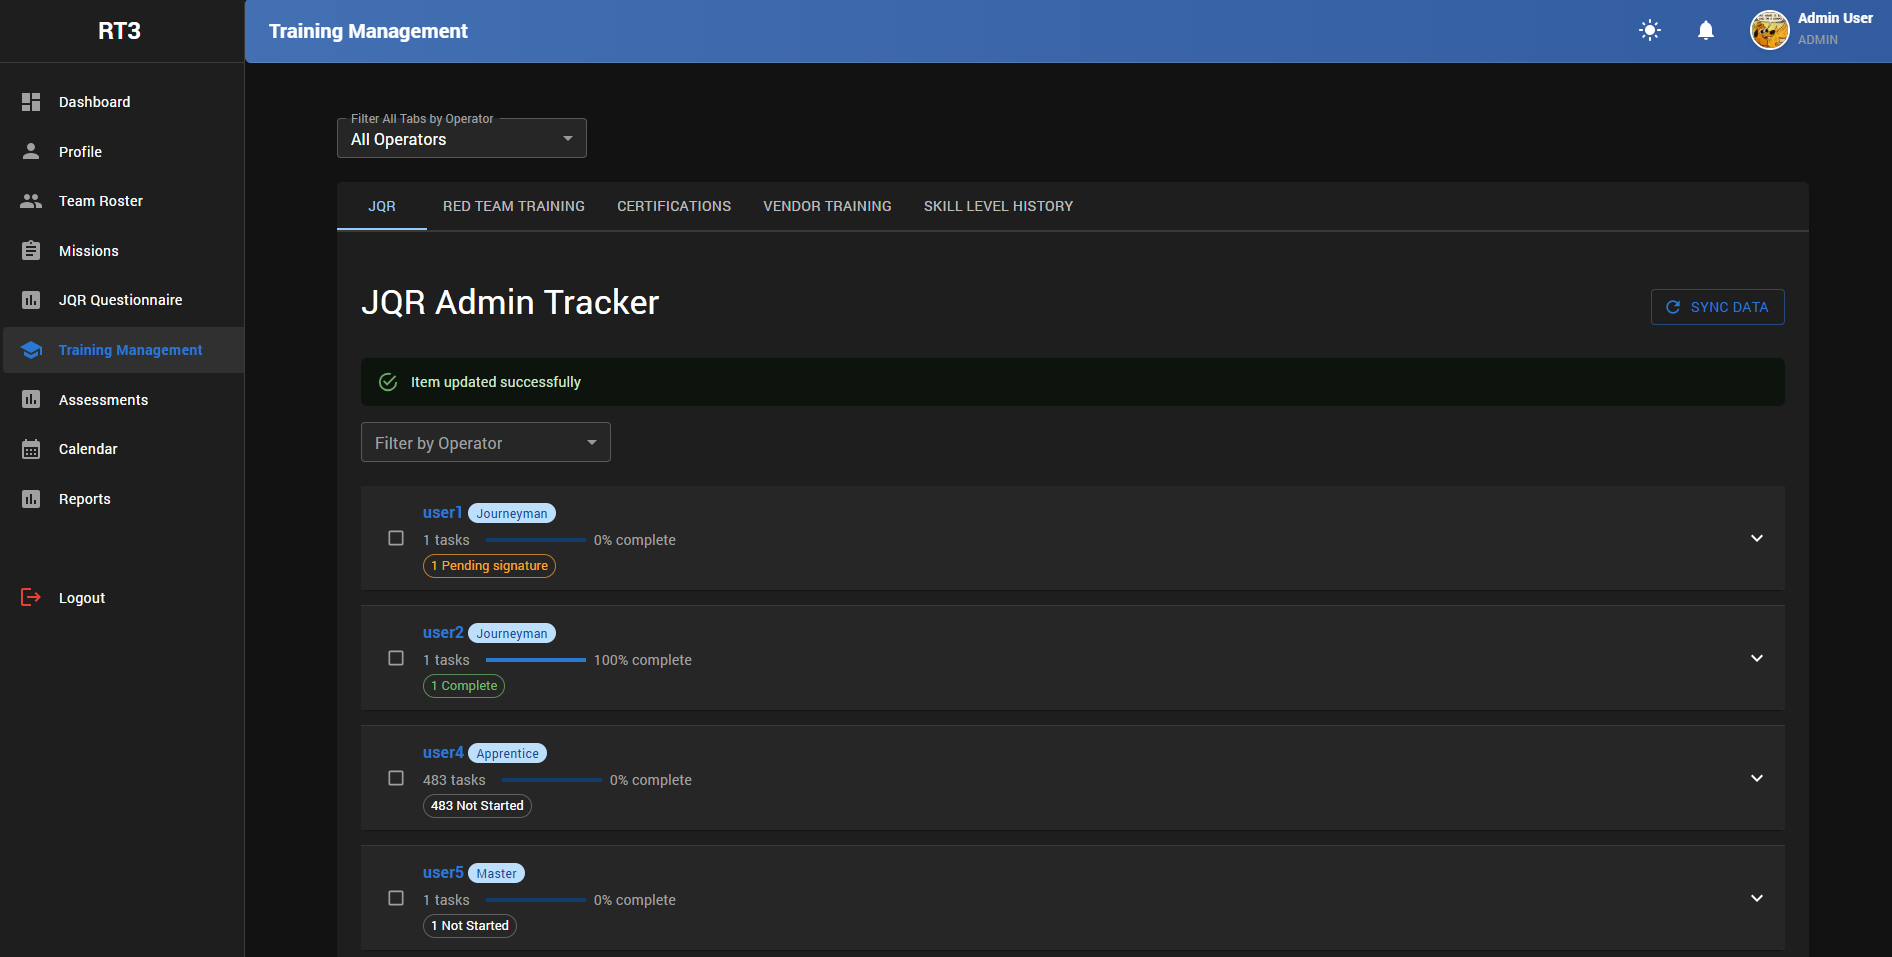 RT3
Training Management
Admin User
ADMIN
Dashboard
Profile
Team Roster
Missions
JQR Questionnaire
Training Management
Assessments
Calendar
Reports
Logout
Filter All Tabs by Operator
All Operators
JQR RED TEAM TRAINING CERTIFICATIONS VENDOR TRAINING SKILL LEVEL HISTORY
JQR Admin Tracker
SYNC DATA
Item updated successfully
Filter by Operator
user1 Journeyman
1 tasks 0% complete
1 Pending signature
user2 Journeyman
1 tasks 100% complete
1 Complete
user4 Apprentice
483 tasks 0% complete
483 Not Started
user5 Master
1 tasks 0% complete
1 Not Started